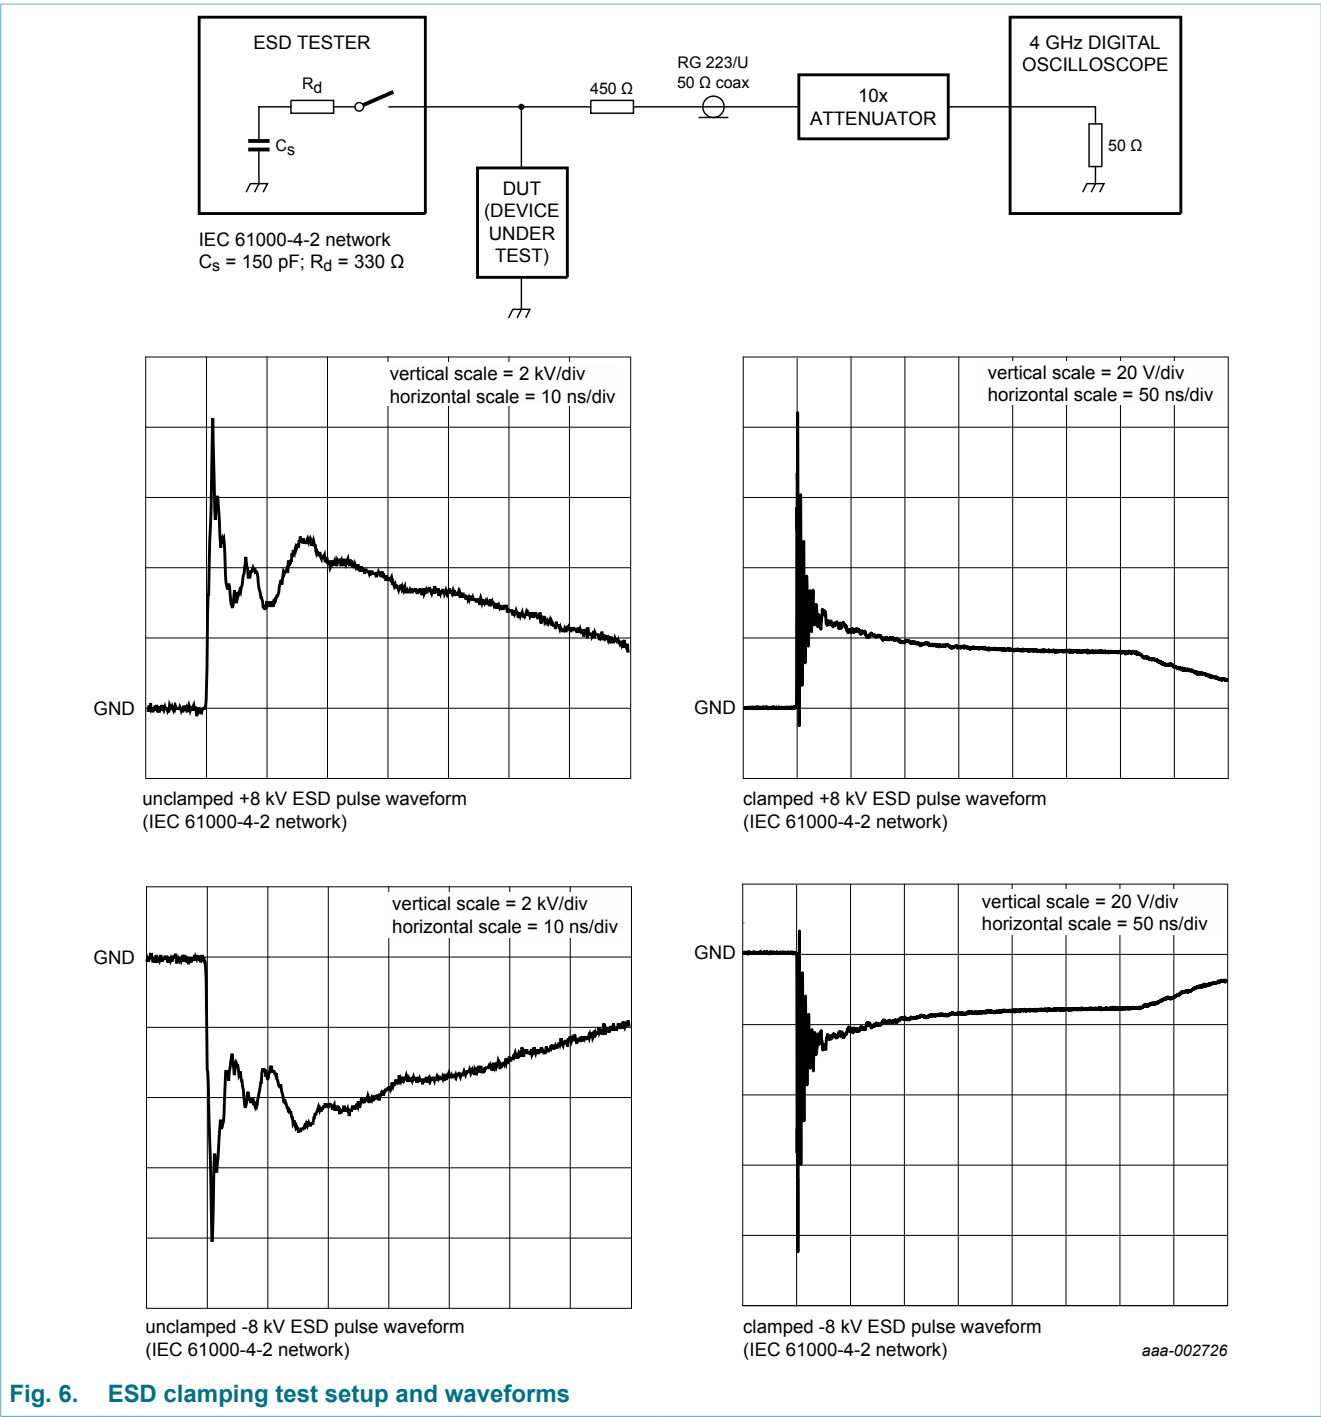 ESD TESTER
Rd
Cs
IEC 61000-4-2 network
Cs = 150 pF; Rd = 330 Ω
DUT
(DEVICE
UNDER
TEST)
450 Ω
RG 223/U
50 Ω coax
10x
ATTENUATOR
4 GHz DIGITAL
OSCILLOSCOPE
50 Ω
vertical scale = 2 kV/div
horizontal scale = 10 ns/div
GND
unclamped +8 kV ESD pulse waveform
(IEC 61000-4-2 network)
vertical scale = 20 V/div
horizontal scale = 50 ns/div
GND
clamped +8 kV ESD pulse waveform
(IEC 61000-4-2 network)
vertical scale = 2 kV/div
horizontal scale = 10 ns/div
GND
unclamped -8 kV ESD pulse waveform
(IEC 61000-4-2 network)
vertical scale = 20 V/div
horizontal scale = 50 ns/div
GND
clamped -8 kV ESD pulse waveform
(IEC 61000-4-2 network)
aaa-002726
Fig. 6. ESD clamping test setup and waveforms